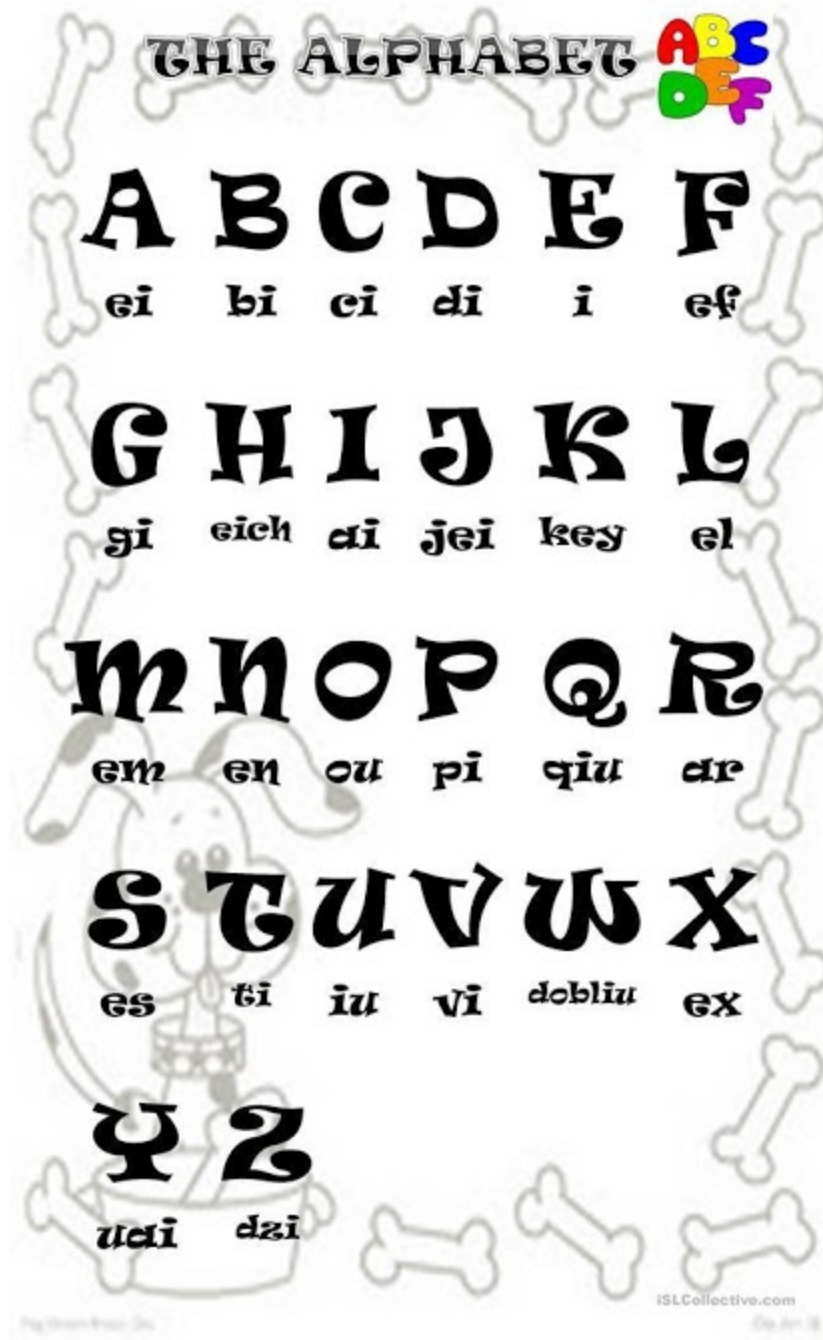 THE ALPHABET
ABC
DEF
A B C D E F
ei bi ci di i ef
G H I J K L
gi eich ai jei key el
M N O P Q R
em en ou pi qiu ar
S T U V W X
es ti iu vi dobliu ex
Y Z
uai dzi
iSLCollective.com